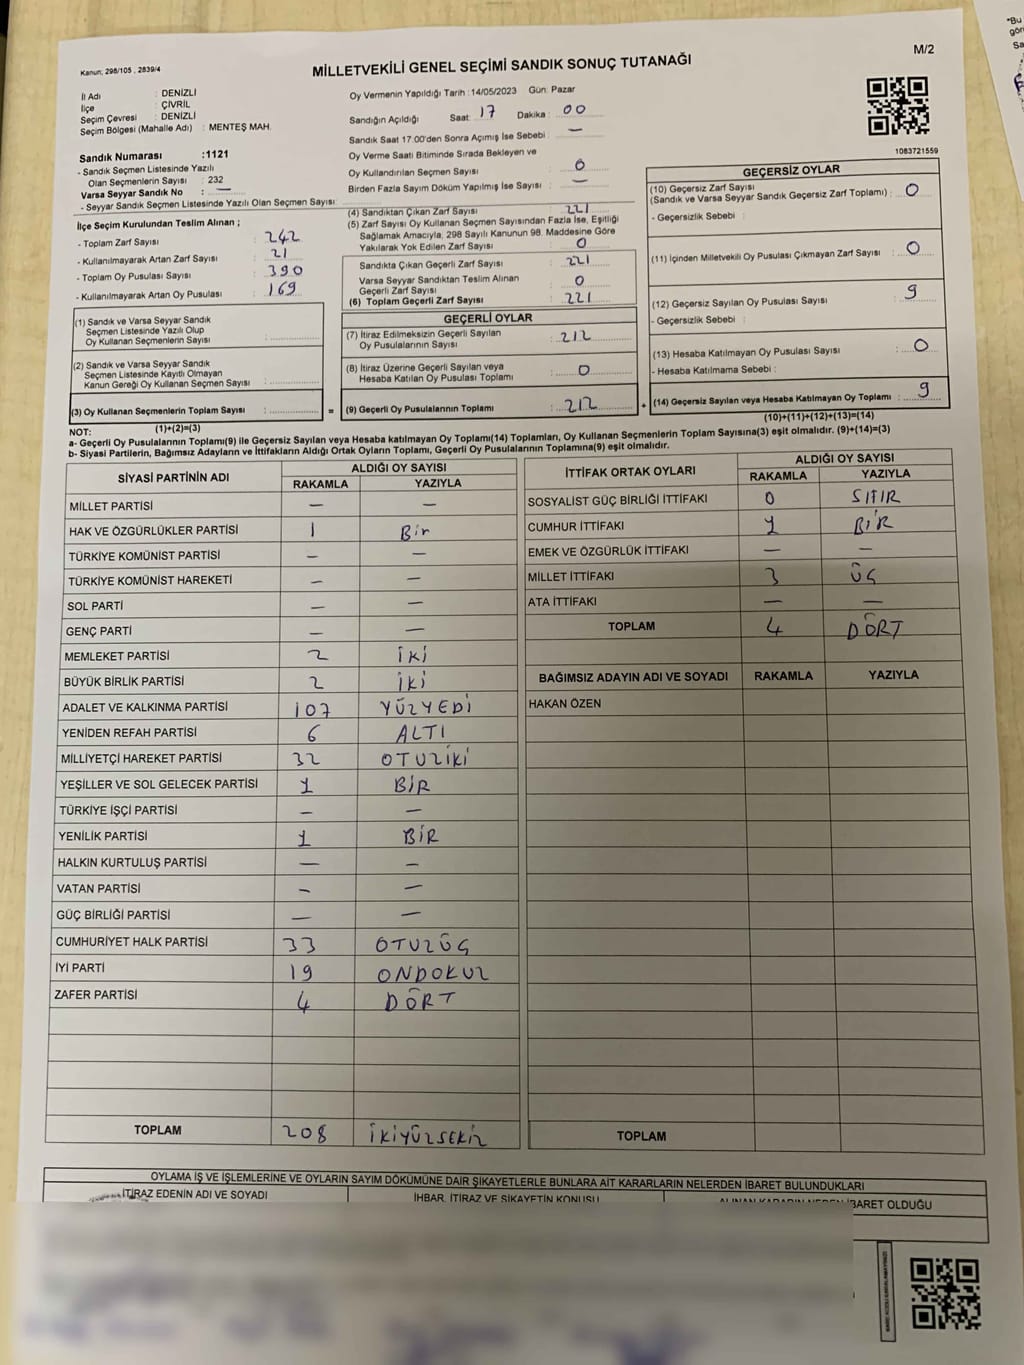 "Bu
gör
Sa
Kanun; 298/105 , 2839/4
MİLLETVEKİLİ GENEL SEÇİMİ SANDIK SONUÇ TUTANAĞI
M/2
İl Adı : DENİZLİ
İlçe : ÇİVRİL
Seçim Çevresi : DENİZLİ
Seçim Bölgesi (Mahalle Adı) : MENTEŞ MAH.
Sandık Numarası :1121
- Sandık Seçmen Listesinde Yazılı
Olan Seçmenlerin Sayısı : 232
Varsa Seyyar Sandık No : —
- Seyyar Sandık Seçmen Listesinde Yazılı Olan Seçmen Sayısı:
Oy Vermenin Yapıldığı Tarih :14/05/2023 Gün: Pazar
Sandığın Açıldığı Saat: 17 Dakika : 00
Sandık Saat 17.00'den Sonra Açımış İse Sebebi : —
Oy Verme Saati Bitiminde Sırada Bekleyen ve
Oy Kullandırılan Seçmen Sayısı : 0
Birden Fazla Sayım Döküm Yapılmış İse Sayısı : —
1083721559
İlçe Seçim Kurulundan Teslim Alınan ;
- Toplam Zarf Sayısı : 242
- Kullanılmayarak Artan Zarf Sayısı : 21
- Toplam Oy Pusulası Sayısı : 390
- Kullanılmayarak Artan Oy Pusulası : 169
(4) Sandıktan Çıkan Zarf Sayısı : 221
(5) Zarf Sayısı Oy Kullanan Seçmen Sayısından Fazla İse, Eşitliği
Sağlamak Amacıyla; 298 Sayılı Kanunun 98. Maddesine Göre
Yakılarak Yok Edilen Zarf Sayısı : 0
Sandıkta Çıkan Geçerli Zarf Sayısı : 221
Varsa Seyyar Sandıktan Teslim Alınan
Geçerli Zarf Sayısı : 0
(6) Toplam Geçerli Zarf Sayısı : 221
GEÇERSİZ OYLAR
(10) Geçersiz Zarf Sayısı
(Sandık ve Varsa Seyyar Sandık Geçersiz Zarf Toplamı) : 0
- Geçersizlik Sebebi :
(11) İçinden Milletvekili Oy Pusulası Çıkmayan Zarf Sayısı : 0
(12) Geçersiz Sayılan Oy Pusulası Sayısı : 9
- Geçersizlik Sebebi :
(13) Hesaba Katılmayan Oy Pusulası Sayısı : 0
- Hesaba Katılmama Sebebi :
(14) Geçersiz Sayılan veya Hesaba Katılmayan Oy Toplamı : 9
(10)+(11)+(12)+(13)=(14)
(1) Sandık ve Varsa Seyyar Sandık
Seçmen Listesinde Yazılı Olup
Oy Kullanan Seçmenlerin Sayısı :
(2) Sandık ve Varsa Seyyar Sandık
Seçmen Listesinde Kayıtlı Olmayan
Kanun Gereği Oy Kullanan Seçmen Sayısı :
(3) Oy Kullanan Seçmenlerin Toplam Sayısı : =
(1)+(2)=(3)
GEÇERLİ OYLAR
(7) İtiraz Edilmeksizin Geçerli Sayılan
Oy Pusulalarının Sayısı : 212
(8) İtiraz Üzerine Geçerli Sayılan veya
Hesaba Katılan Oy Pusulası Toplamı : 0
(9) Geçerli Oy Pusulalarının Toplamı : 212 +
NOT:
a- Geçerli Oy Pusulalarının Toplamı(9) ile Geçersiz Sayılan veya Hesaba katılmayan Oy Toplamı(14) Toplamları, Oy Kullanan Seçmenlerin Toplam Sayısına(3) eşit olmalıdır. (9)+(14)=(3)
b- Siyasi Partilerin, Bağımsız Adayların ve İttifakların Aldığı Ortak Oyların Toplamı, Geçerli Oy Pusulalarının Toplamına(9) eşit olmalıdır.
SİYASİ PARTİNİN ADI ALDIĞI OY SAYISI
RAKAMLA YAZIYLA
MİLLET PARTİSİ — —
HAK VE ÖZGÜRLÜKLER PARTİSİ 1 Bir
TÜRKİYE KOMÜNİST PARTİSİ — —
TÜRKİYE KOMÜNİST HAREKETİ — —
SOL PARTİ — —
GENÇ PARTİ — —
MEMLEKET PARTİSİ 2 İKİ
BÜYÜK BİRLİK PARTİSİ 2 İKİ
ADALET VE KALKINMA PARTİSİ 107 YÜZYEDİ
YENİDEN REFAH PARTİSİ 6 ALTI
MİLLİYETÇİ HAREKET PARTİSİ 32 OTUZİKİ
YEŞİLLER VE SOL GELECEK PARTİSİ 1 BİR
TÜRKİYE İŞÇİ PARTİSİ — —
YENİLİK PARTİSİ 1 BİR
HALKIN KURTULUŞ PARTİSİ — —
VATAN PARTİSİ — —
GÜÇ BİRLİĞİ PARTİSİ — —
CUMHURİYET HALK PARTİSİ 33 OTUZÜÇ
İYİ PARTİ 19 ONDOKUZ
ZAFER PARTİSİ 4 DÖRT
TOPLAM 208 İKİYÜZSEKİZ
İTTİFAK ORTAK OYLARI ALDIĞI OY SAYISI
RAKAMLA YAZIYLA
SOSYALİST GÜÇ BİRLİĞİ İTTİFAKI 0 SIFIR
CUMHUR İTTİFAKI 1 BİR
EMEK VE ÖZGÜRLÜK İTTİFAKI — —
MİLLET İTTİFAKI 3 ÜÇ
ATA İTTİFAKI — —
TOPLAM 4 DÖRT
BAĞIMSIZ ADAYIN ADI VE SOYADI RAKAMLA YAZIYLA
HAKAN ÖZEN
TOPLAM
OYLAMA İŞ VE İŞLEMLERİNE VE OYLARIN SAYIM DÖKÜMÜNE DAİR ŞİKAYETLERLE BUNLARA AİT KARARLARIN NELERDEN İBARET BULUNDUKLARI
İTİRAZ EDENİN ADI VE SOYADI İHBAR, İTİRAZ VE ŞİKAYETİN KONUSU ALINAN KARARIN NEDEN İBARET OLDUĞU